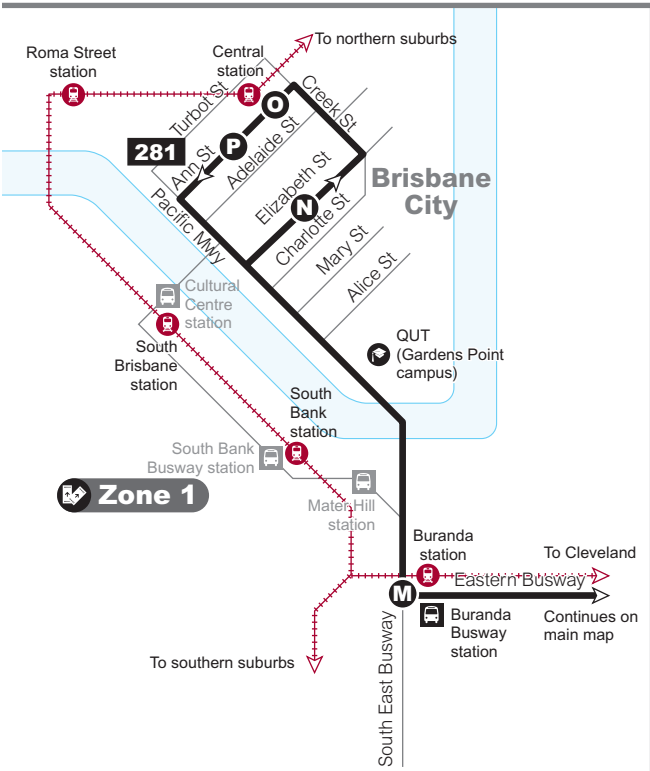 To northern suburbs
Roma Street
station
Central
station
Turbot St
Creek St
O
P
281
Ann St
Adelaide St
Elizabeth St
N
Brisbane
City
Pacific Mwy
Charlotte St
Mary St
Alice St
Cultural
Centre
station
South
Brisbane
station
QUT
(Gardens Point
campus)
South
Bank
station
South Bank
Busway station
Zone 1
Mater Hill
station
Buranda
station
To Cleveland
Eastern Busway
M
Buranda
Busway
station
Continues on
main map
South East Busway
To southern suburbs